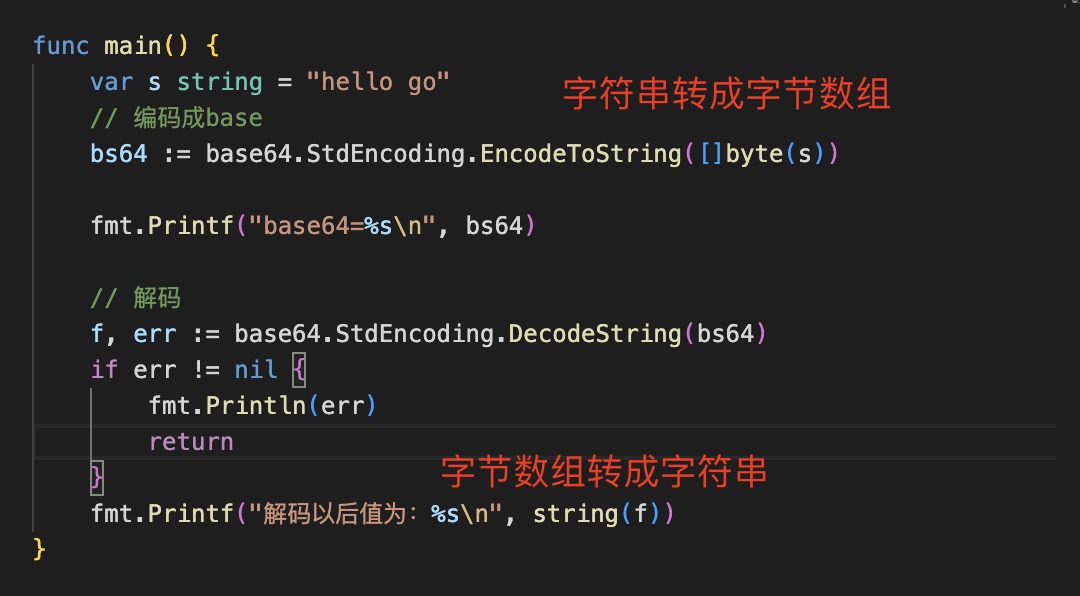 func main() {
var s string = "hello go"
字符串转成字节数组
// 编码成base
bs64 := base64.StdEncoding.EncodeToString([]byte(s))
fmt.Printf("base64=%s\n", bs64)
// 解码
f, err := base64.StdEncoding.DecodeString(bs64)
if err != nil {
fmt.Println(err)
return
字节数组转成字符串
}
fmt.Printf("解码以后值为: %s\n", string(f))
}